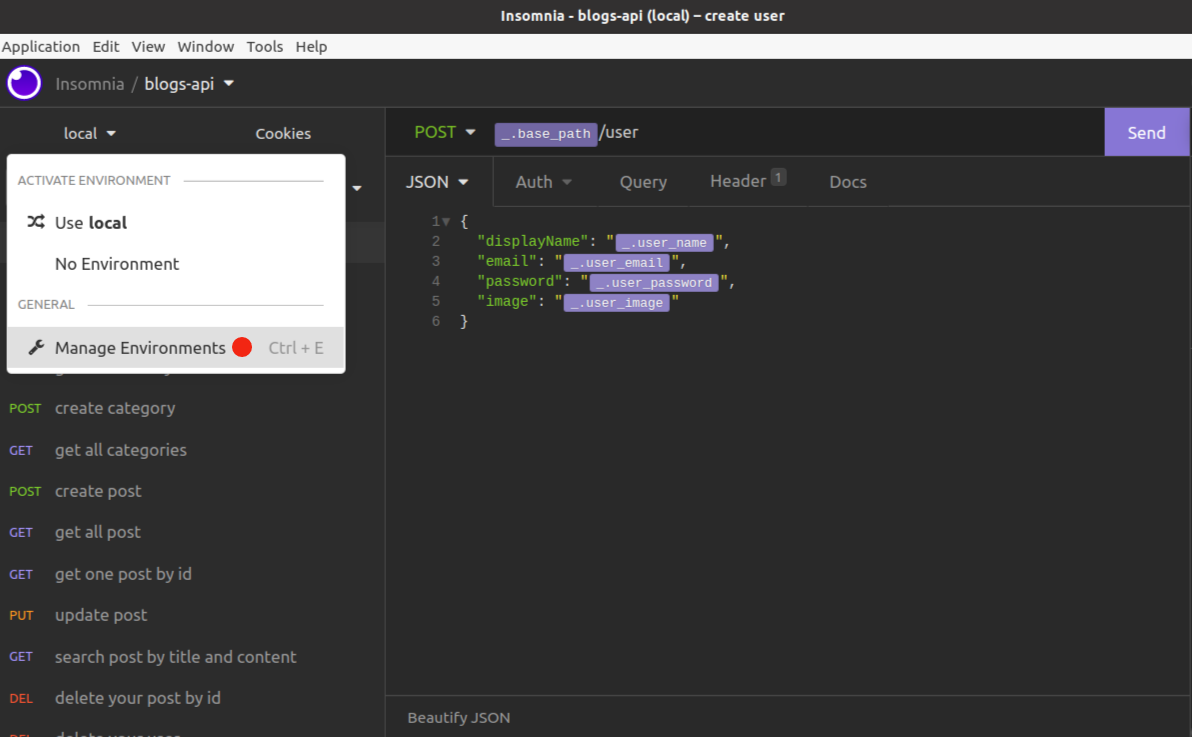 Insomnia - blogs-api (local) – create user
Application Edit View Window Tools Help
Insomnia / blogs-api
local Cookies
ACTIVATE ENVIRONMENT
Use local
No Environment
GENERAL
Manage Environments Ctrl + E
POST create category
GET get all categories
POST create post
GET get all post
GET get one post by id
PUT update post
GET search post by title and content
DEL delete your post by id
POST _.base_path/user Send
JSON Auth Query Header 1 Docs
1 {
2 "displayName": "_.user_name",
3 "email": "_.user_email",
4 "password": "_.user_password",
5 "image": "_.user_image"
6 }
Beautify JSON